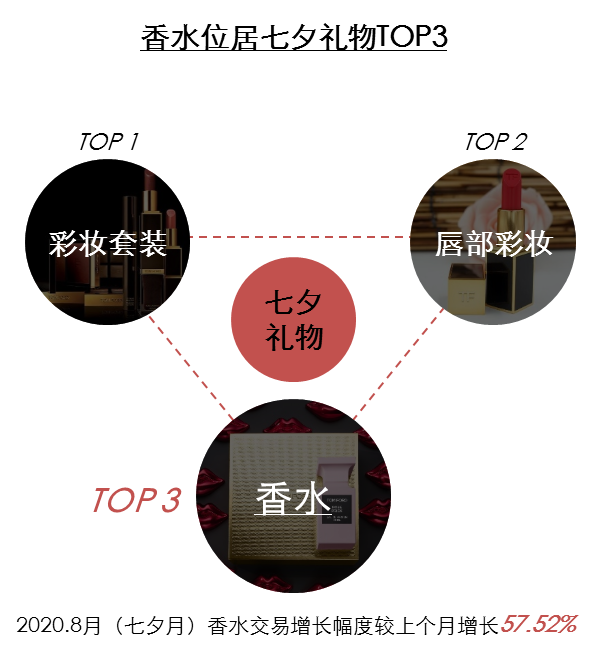 香水位居七夕礼物TOP3
TOP 1
TOP 2
彩妆套装
唇部彩妆
七夕
礼物
TOP 3
香水
2020.8月（七夕月）香水交易增长幅度较上个月增长57.52%